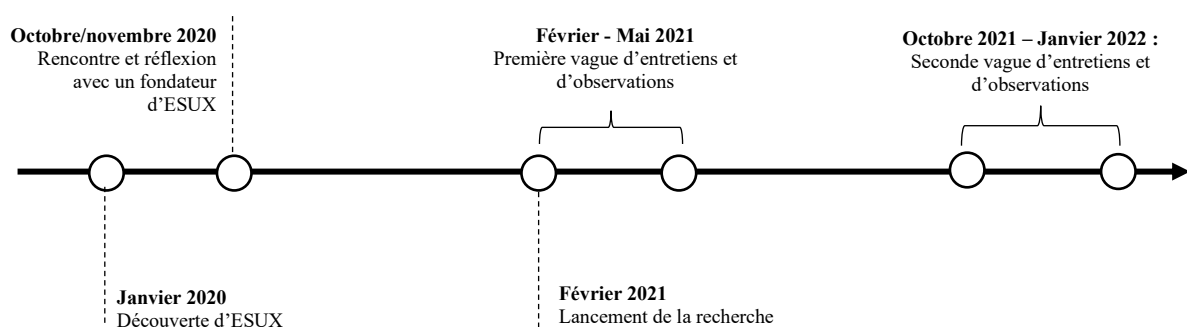 Octobre/novembre 2020
Rencontre et réflexion
avec un fondateur
d'ESUX
Février - Mai 2021
Première vague d'entretiens et
d'observations
Octobre 2021 – Janvier 2022 :
Seconde vague d'entretiens et
d'observations
Janvier 2020
Découverte d'ESUX
Février 2021
Lancement de la recherche